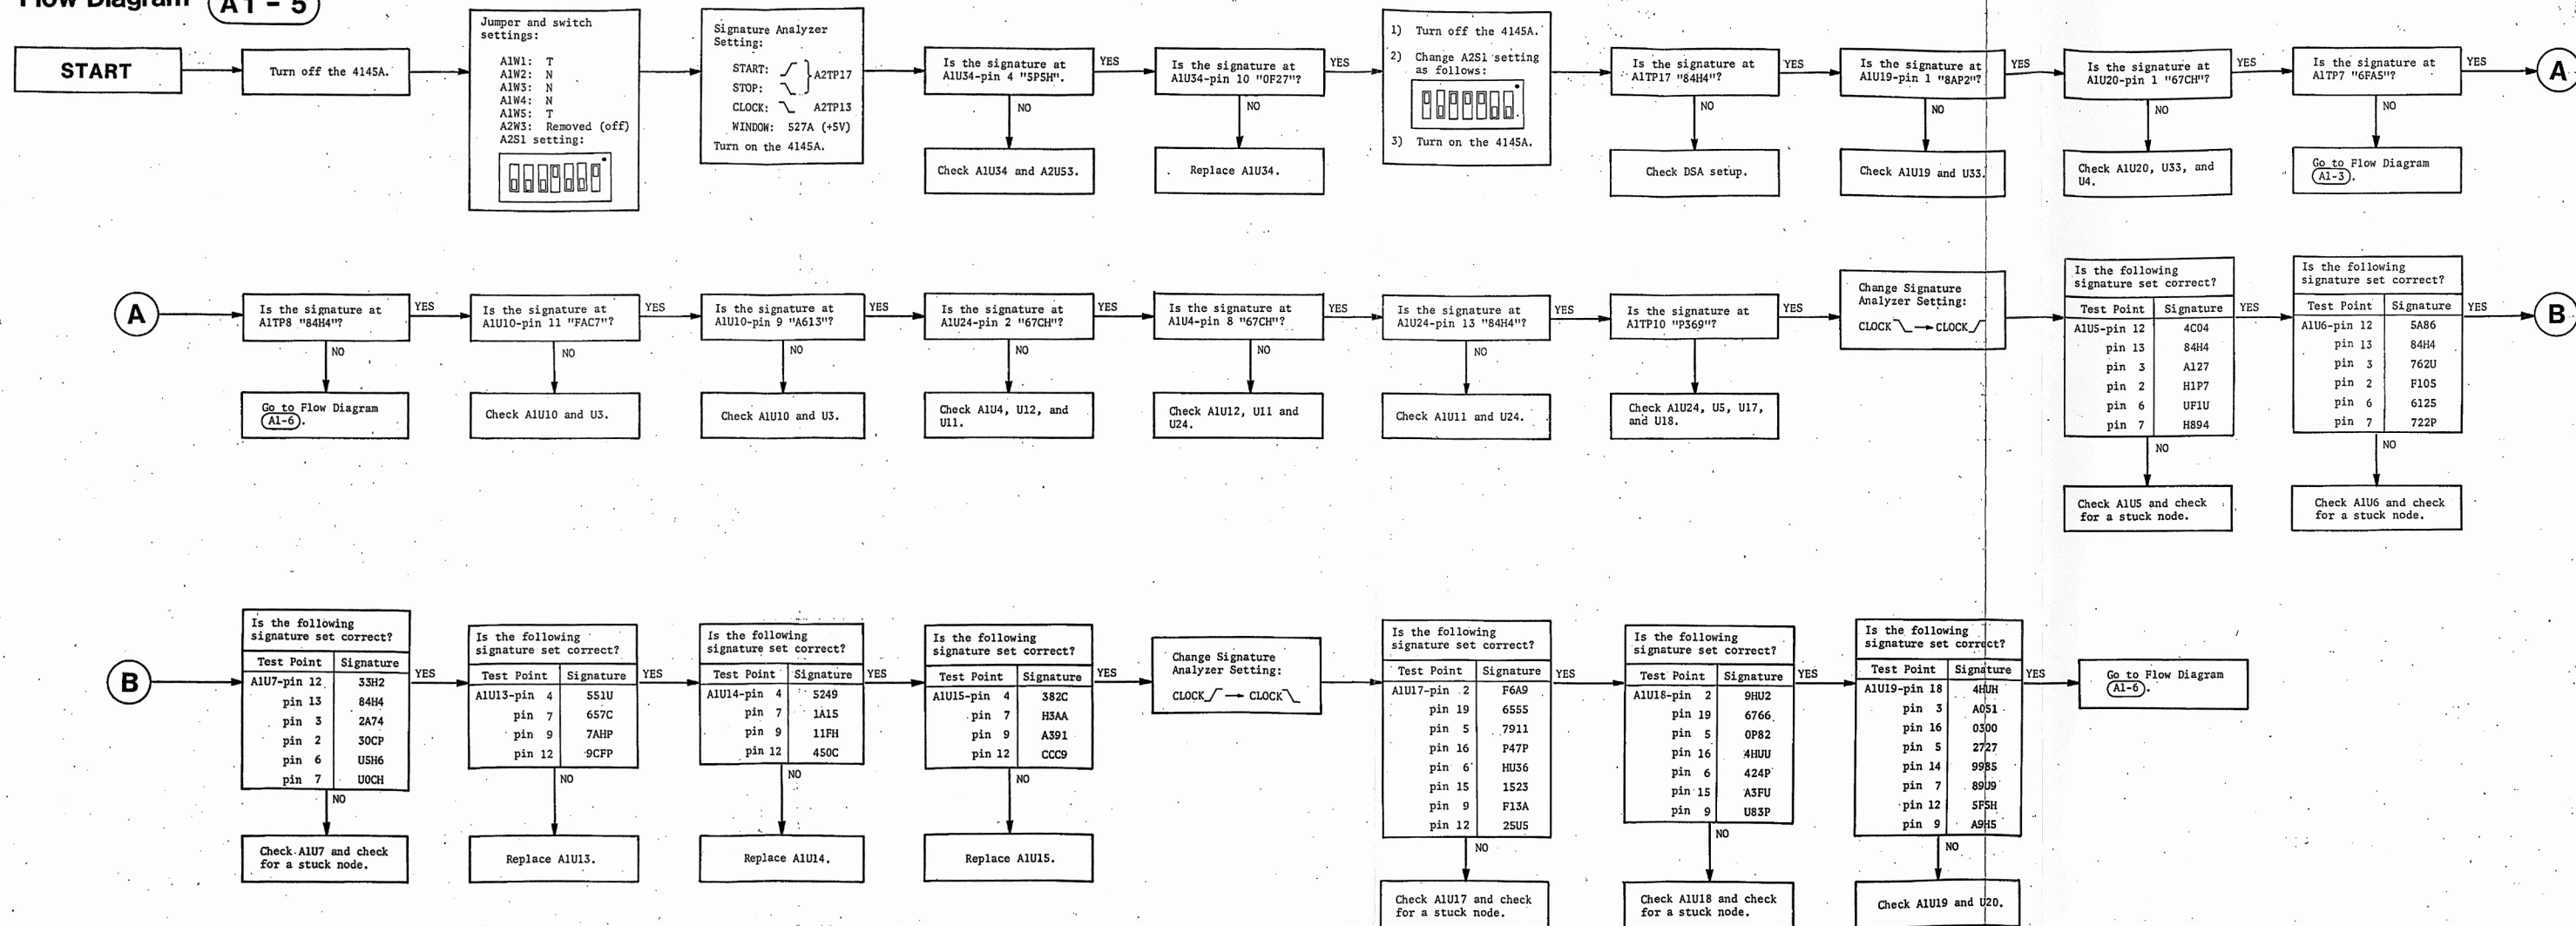 Flow Diagram A1 - 5
START
Turn off the 4145A.
Jumper and switch
settings:
A1W1: T
A1W2: N
A1W3: N
A1W4: N
A1W5: T
A2W3: Removed (off)
A2S1 setting:
Signature Analyzer
Setting:
START:
STOP:
A2TP17
CLOCK: A2TP13
WINDOW: 527A (+5V)
Turn on the 4145A.
Is the signature at
A1U34-pin 4 "5P5H".
YES
NO
Check A1U34 and A2U53.
Is the signature at
A1U34-pin 10 "0F27"?
YES
NO
Replace A1U34.
1) Turn off the 4145A.
2) Change A2S1 setting
as follows:
3) Turn on the 4145A.
Is the signature at
A1TP17 "84H4"?
YES
NO
Check DSA setup.
Is the signature at
A1U19-pin 1 "8AP2"?
YES
NO
Check A1U19 and U33.
Is the signature at
A1U20-pin 1 "67CH"?
YES
NO
Check A1U20, U33, and
U4.
Is the signature at
A1TP7 "6FA5"?
YES
NO
Go to Flow Diagram
A1-3.
A
A
Is the signature at
A1TP8 "84H4"?
YES
NO
Go to Flow Diagram
A1-6.
Is the signature at
A1U10-pin 11 "FAC7"?
YES
NO
Check A1U10 and U3.
Is the signature at
A1U10-pin 9 "A613"?
YES
NO
Check A1U10 and U3.
Is the signature at
A1U24-pin 2 "67CH"?
YES
NO
Check A1U4, U12, and
U11.
Is the signature at
A1U4-pin 8 "67CH"?
YES
NO
Check A1U12, U11 and
U24.
Is the signature at
A1U24-pin 13 "84H4"?
YES
NO
Check A1U11 and U24.
Is the signature at
A1TP10 "P369"?
YES
NO
Check A1U24, U5, U17,
and U18.
Change Signature
Analyzer Setting:
CLOCK CLOCK
Is the following
signature set correct?
Test Point Signature
A1U5-pin 12 4C04
pin 13 84H4
pin 3 A127
pin 2 H1P7
pin 6 UF1U
pin 7 H894
YES
NO
Check A1U5 and check
for a stuck node.
Is the following
signature set correct?
Test Point Signature
A1U6-pin 12 5A86
pin 13 84H4
pin 3 762U
pin 2 F105
pin 6 6125
pin 7 722P
YES
NO
Check A1U6 and check
for a stuck node.
B
B
Is the following
signature set correct?
Test Point Signature
A1U7-pin 12 33H2
pin 13 84H4
pin 3 2A74
pin 2 30CP
pin 6 U5H6
pin 7 U0CH
YES
NO
Check A1U7 and check
for a stuck node.
Is the following
signature set correct?
Test Point Signature
A1U13-pin 4 551U
pin 7 657C
pin 9 7AHP
pin 12 9CFP
YES
NO
Replace A1U13.
Is the following
signature set correct?
Test Point Signature
A1U14-pin 4 5249
pin 7 1A15
pin 9 11FH
pin 12 450C
YES
NO
Replace A1U14.
Is the following
signature set correct?
Test Point Signature
A1U15-pin 4 382C
pin 7 H3AA
pin 9 A391
pin 12 CCC9
YES
NO
Replace A1U15.
Change Signature
Analyzer Setting:
CLOCK CLOCK
Is the following
signature set correct?
Test Point Signature
A1U17-pin 2 F6A9
pin 19 6555
pin 5 7911
pin 16 P47P
pin 6 HU36
pin 15 1523
pin 9 F13A
pin 12 25U5
YES
NO
Check A1U17 and check
for a stuck node.
Is the following
signature set correct?
Test Point Signature
A1U18-pin 2 9HU2
pin 19 6766
pin 5 0P82
pin 16 4HUU
pin 6 424P
pin 15 A3FU
pin 9 U83P
YES
NO
Check A1U18 and check
for a stuck node.
Is the following
signature set correct?
Test Point Signature
A1U19-pin 18 4HUH
pin 3 A051
pin 16 0300
pin 5 2727
pin 14 9985
pin 7 89U9
pin 12 5F5H
pin 9 A9H5
YES
NO
Check A1U19 and U20.
Go to Flow Diagram
A1-6.